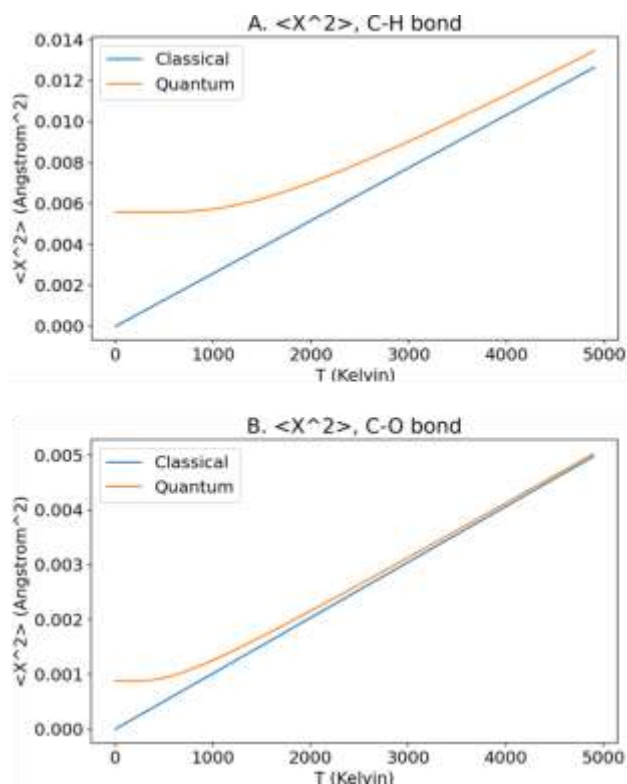 A. <X^2>, C-H bond
Classical
Quantum
0.014
0.012
0.010
0.008
0.006
0.004
0.002
0.000
<X^2> (Angstrom^2)
0 1000 2000 3000 4000 5000
T (Kelvin)
B. <X^2>, C-O bond
Classical
Quantum
0.005
0.004
0.003
0.002
0.001
0.000
<X^2> (Angstrom^2)
0 1000 2000 3000 4000 5000
T (Kelvin)